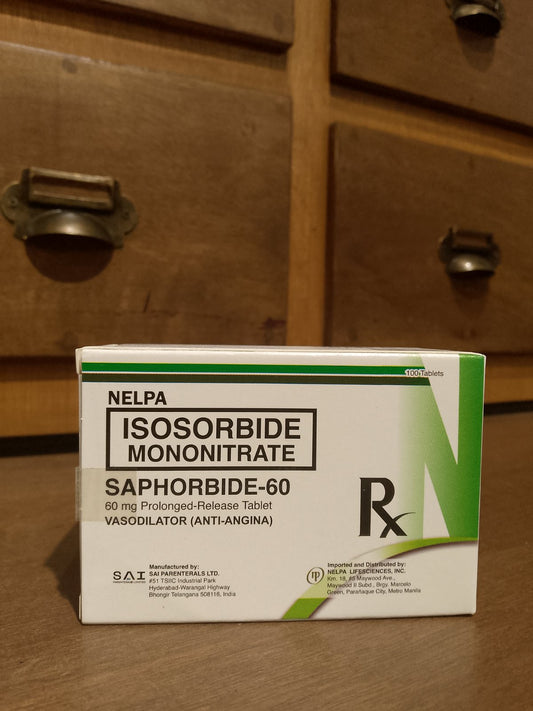 100 Tablets
NELPA
ISOSORBIDE
MONONITRATE
SAPHORBIDE-60
60 mg Prolonged-Release Tablet
VASODILATOR (ANTI-ANGINA)
Rx
N
SAI
Manufactured by:
SAI PARENTERALS LTD.
#51 TSIIC Industrial Park
Hyderabad-Warangal Highway
Bhongir Telangana 508116, India
Imported and Distributed by:
NELPA LIFESCIENCES, INC.
Km. 18, #5 Maywood Ave.,
Maywood II Subd., Brgy. Marcelo
Green, Parañaque City, Metro Manila